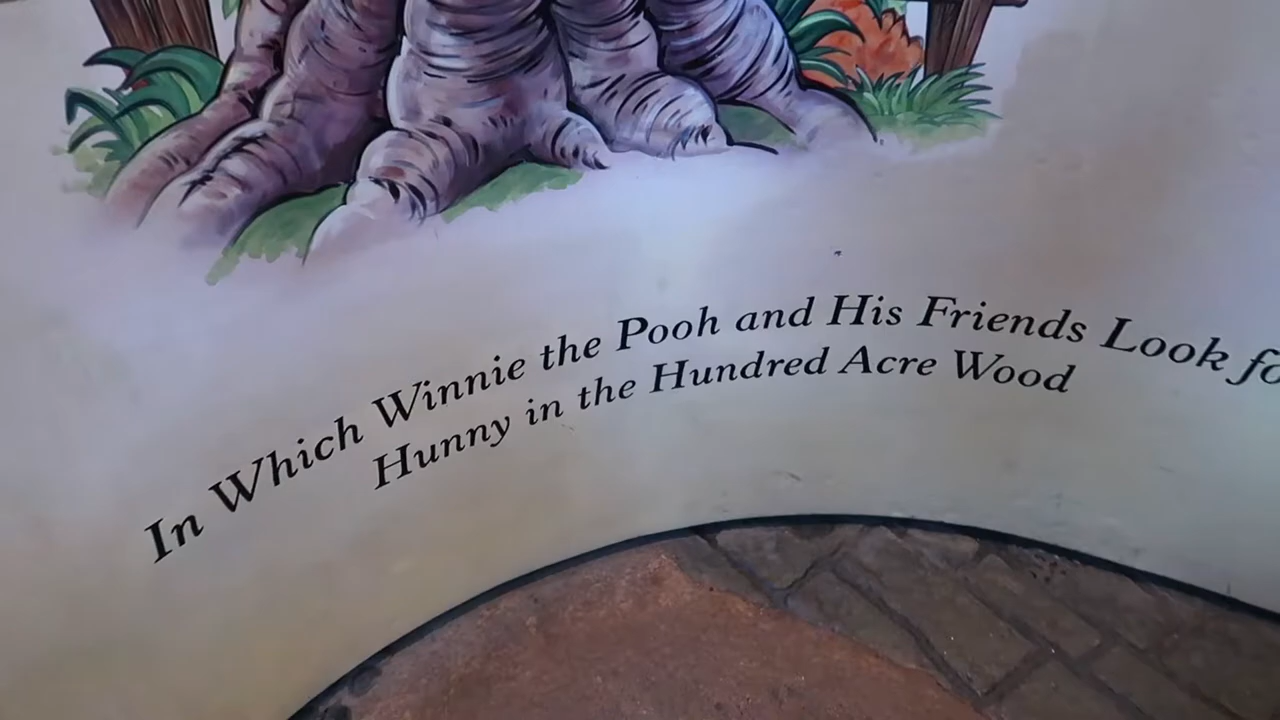 In Which Winnie the Pooh and His Friends Look fo
Hunny in the Hundred Acre Wood